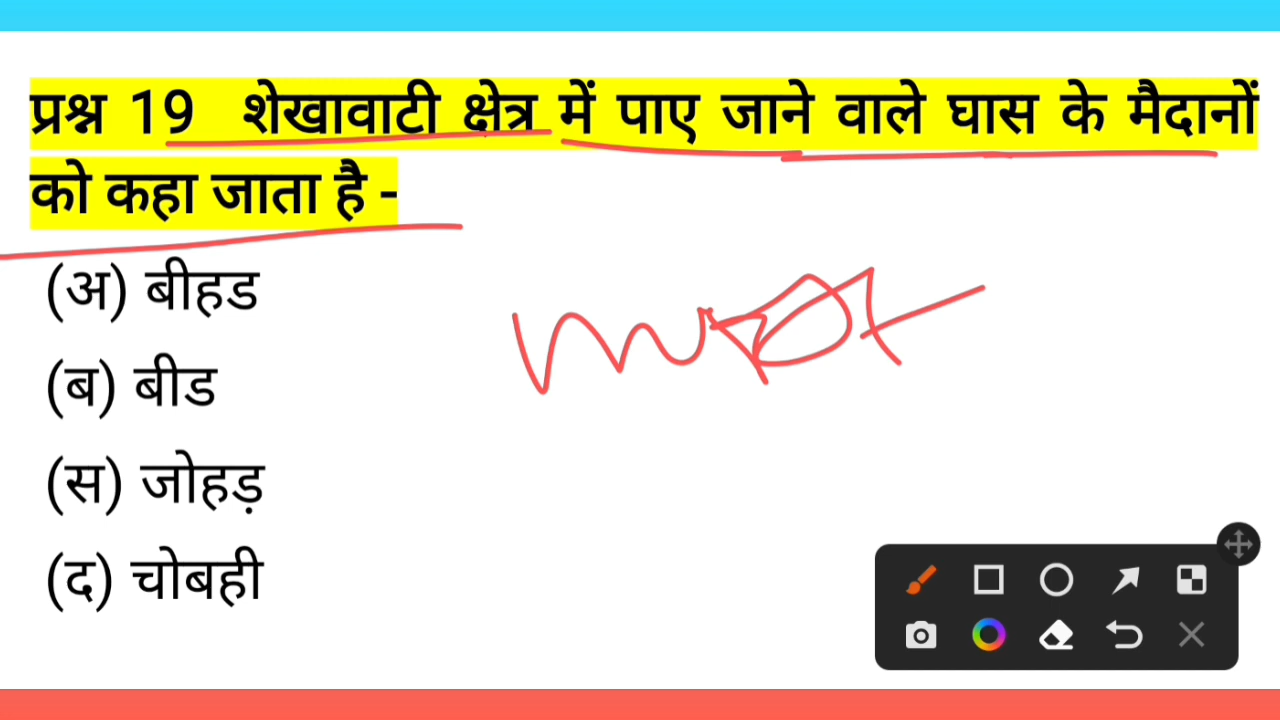 प्रश्न 19 शेखावाटी क्षेत्र में पाए जाने वाले घास के मैदानों
को कहा जाता है -
(अ) बीहड
(ब) बीड
(स) जोहड़
(द) चोबही